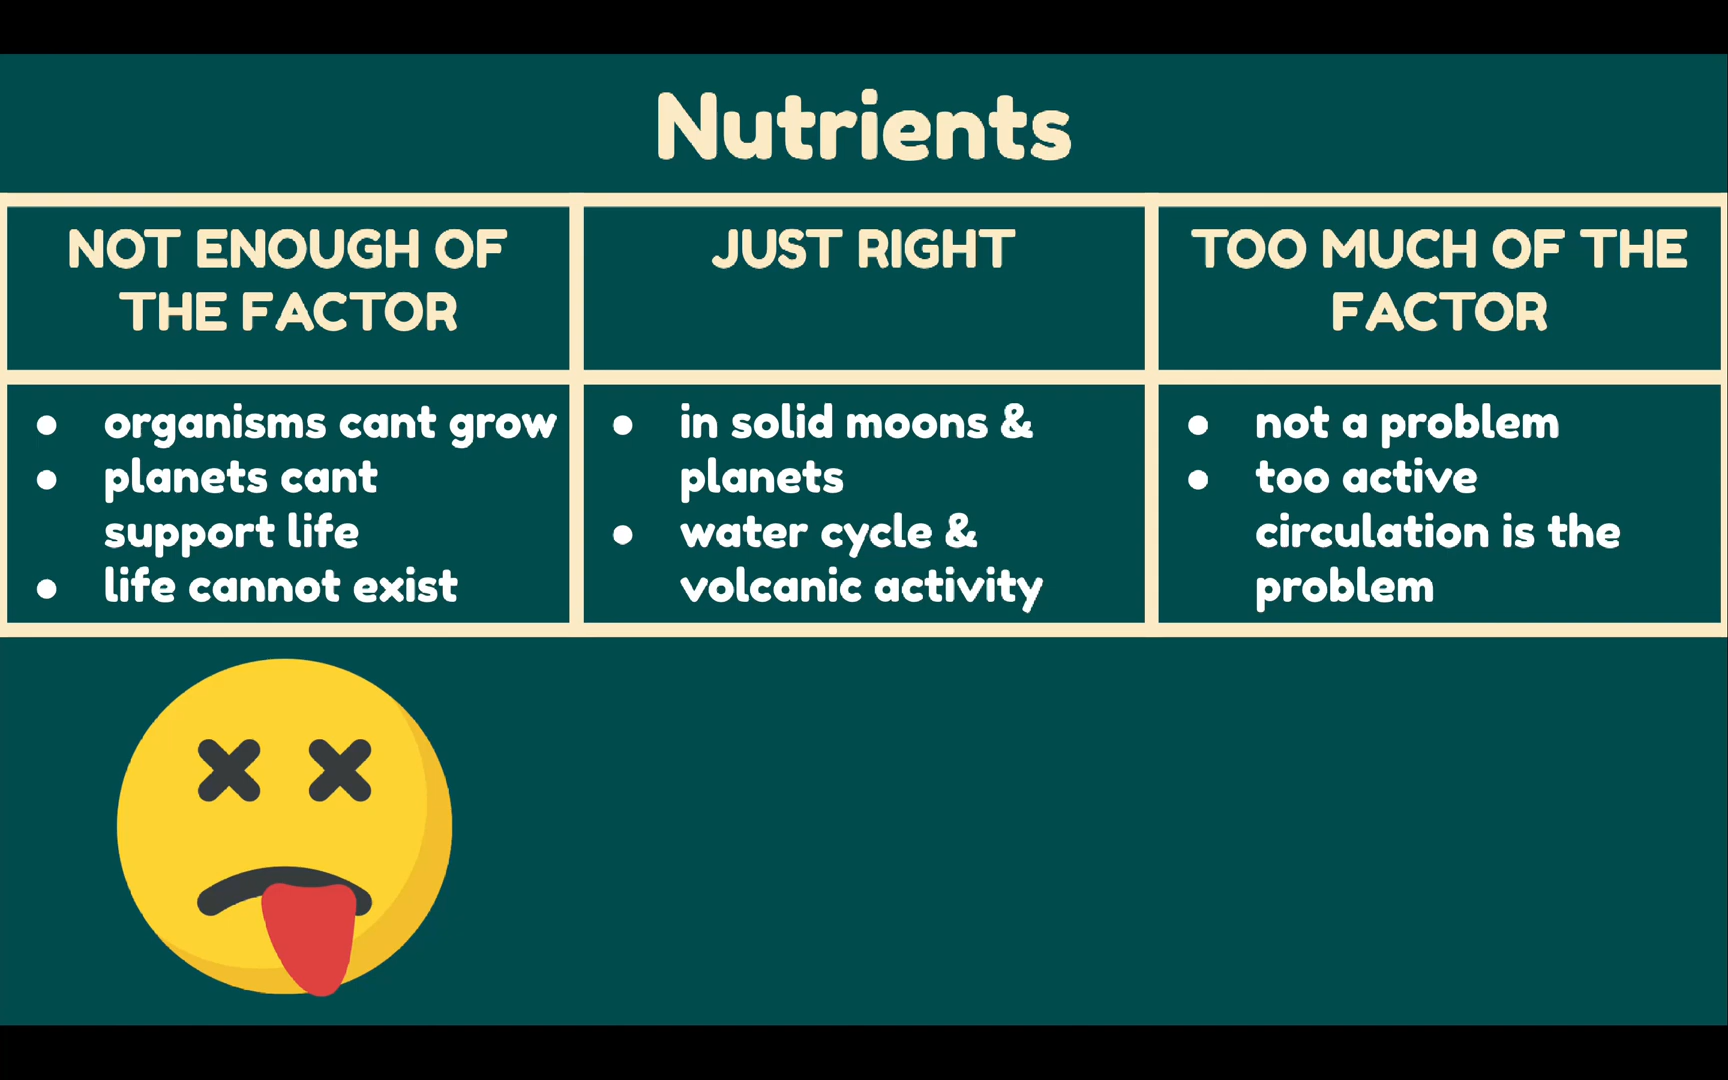 Nutrients
NOT ENOUGH OF
THE FACTOR
JUST RIGHT
TOO MUCH OF THE
FACTOR
● organisms cant grow
● planets cant
support life
● life cannot exist
● in solid moons &
planets
● water cycle &
volcanic activity
● not a problem
● too active
circulation is the
problem